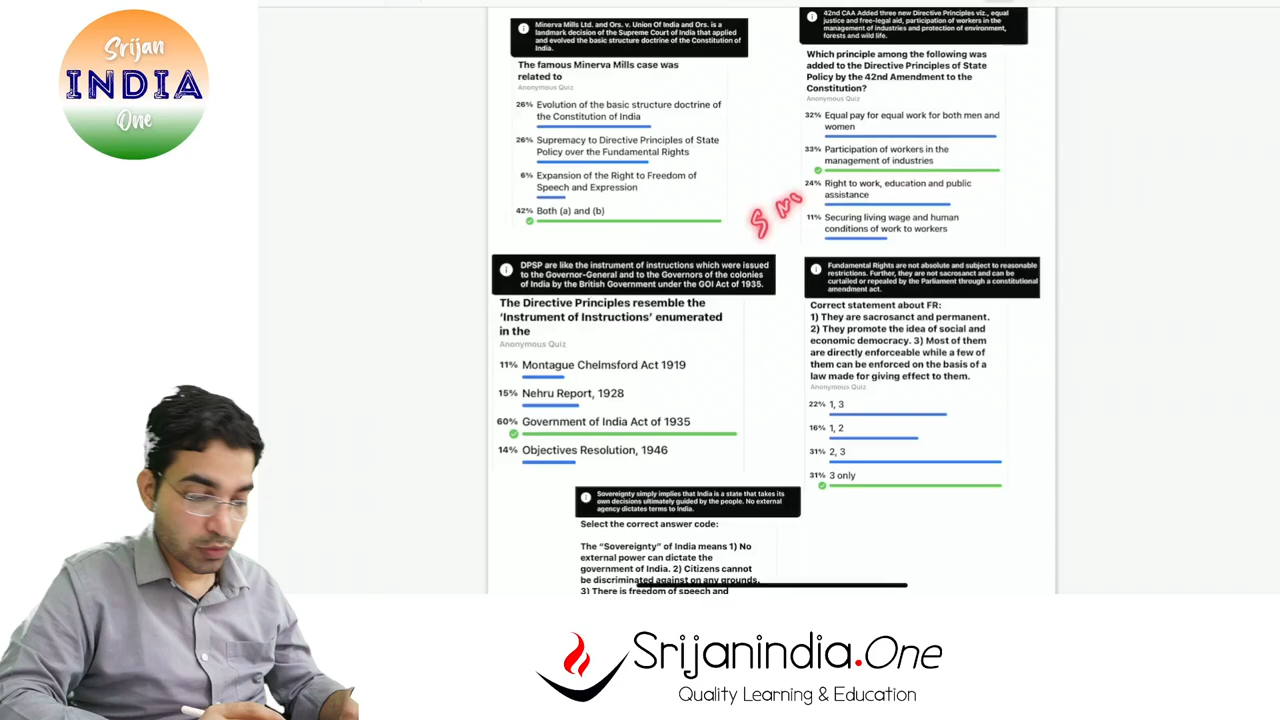 Srijan
INDIA
One
Minerva Mills Ltd. and Ors. v. Union Of India and Ors. is a
landmark decision of the Supreme Court of India that applied
and evolved the basic structure doctrine of the Constitution of
India.
The famous Minerva Mills case was
related to
Anonymous Quiz
26% Evolution of the basic structure doctrine of
the Constitution of India
26% Supremacy to Directive Principles of State
Policy over the Fundamental Rights
6% Expansion of the Right to Freedom of
Speech and Expression
42% Both (a) and (b)
42nd CAA Added three new Directive Principles viz., equal
justice and free-legal aid, participation of workers in the
management of industries and protection of environment,
forests and wild life.
Which principle among the following was
added to the Directive Principles of State
Policy by the 42nd Amendment to the
Constitution?
Anonymous Quiz
32% Equal pay for equal work for both men and
women
33% Participation of workers in the
management of industries
24% Right to work, education and public
assistance
11% Securing living wage and human
conditions of work to workers
DPSP are like the instrument of instructions which were issued
to the Governor-General and to the Governors of the colonies
of India by the British Government under the GOI Act of 1935.
The Directive Principles resemble the
‘Instrument of Instructions’ enumerated
in the
Anonymous Quiz
11% Montague Chelmsford Act 1919
15% Nehru Report, 1928
60% Government of India Act of 1935
14% Objectives Resolution, 1946
Fundamental Rights are not absolute and subject to reasonable
restrictions. Further, they are not sacrosanct and can be
curtailed or repealed by the Parliament through a constitutional
amendment act.
Correct statement about FR:
1) They are sacrosanct and permanent.
2) They promote the idea of social and
economic democracy. 3) Most of them
are directly enforceable while a few of
them can be enforced on the basis of a
law made for giving effect to them.
Anonymous Quiz
22% 1, 3
16% 1, 2
31% 2, 3
31% 3 only
Sovereignty simply implies that India is a state that takes its
own decisions ultimately guided by the people. No external
agency dictates terms to India.
Select the correct answer code:
The “Sovereignty” of India means 1) No
external power can dictate the
government of India. 2) Citizens cannot
be discriminated against on any grounds.
3) There is freedom of speech and
Srijanindia.One
Quality Learning & Education